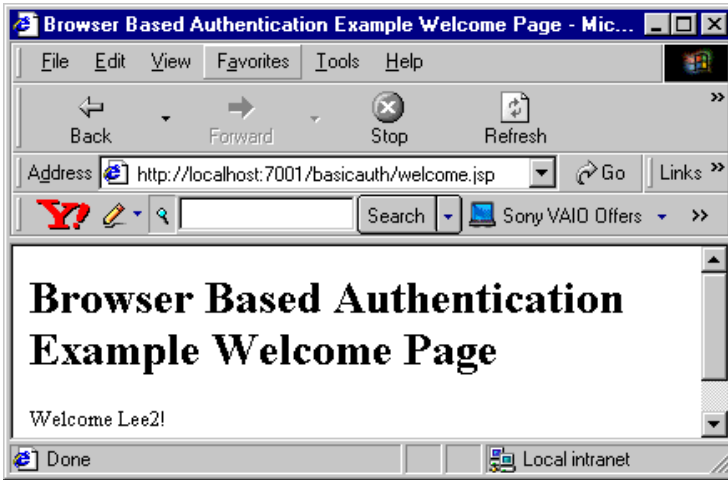 Browser Based Authentication Example Welcome Page - Mic...
File Edit View Favorites Tools Help
»
Back Forward Stop Refresh
Address http://localhost:7001/basicauth/welcome.jsp Go Links »
Y! Search Sony VAIO Offers »
Browser Based Authentication
Example Welcome Page
Welcome Lee2!
Done Local intranet